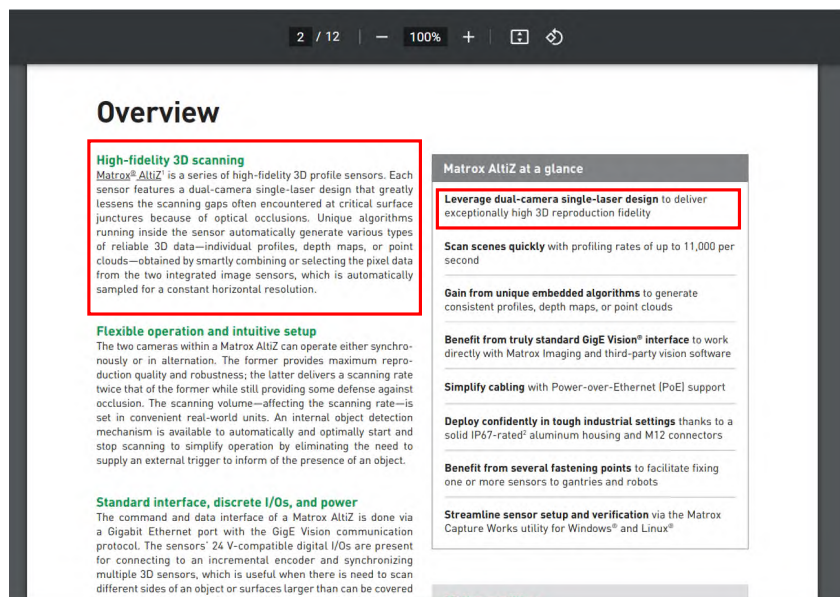 2 / 12 | − 100% + |
Overview
High-fidelity 3D scanning
Matrox® AltiZ¹ is a series of high-fidelity 3D profile sensors. Each
sensor features a dual-camera single-laser design that greatly
lessens the scanning gaps often encountered at critical surface
junctures because of optical occlusions. Unique algorithms
running inside the sensor automatically generate various types
of reliable 3D data—individual profiles, depth maps, or point
clouds—obtained by smartly combining or selecting the pixel data
from the two integrated image sensors, which is automatically
sampled for a constant horizontal resolution.
Flexible operation and intuitive setup
The two cameras within a Matrox AltiZ can operate either synchro-
nously or in alternation. The former provides maximum repro-
duction quality and robustness; the latter delivers a scanning rate
twice that of the former while still providing some defense against
occlusion. The scanning volume—affecting the scanning rate—is
set in convenient real-world units. An internal object detection
mechanism is available to automatically and optimally start and
stop scanning to simplify operation by eliminating the need to
supply an external trigger to inform of the presence of an object.
Standard interface, discrete I/Os, and power
The command and data interface of a Matrox AltiZ is done via
a Gigabit Ethernet port with the GigE Vision communication
protocol. The sensors' 24 V-compatible digital I/Os are present
for connecting to an incremental encoder and synchronizing
multiple 3D sensors, which is useful when there is need to scan
different sides of an object or surfaces larger than can be covered
Matrox AltiZ at a glance
Leverage dual-camera single-laser design to deliver
exceptionally high 3D reproduction fidelity
Scan scenes quickly with profiling rates of up to 11,000 per
second
Gain from unique embedded algorithms to generate
consistent profiles, depth maps, or point clouds
Benefit from truly standard GigE Vision® interface to work
directly with Matrox Imaging and third-party vision software
Simplify cabling with Power-over-Ethernet (PoE) support
Deploy confidently in tough industrial settings thanks to a
solid IP67-rated² aluminum housing and M12 connectors
Benefit from several fastening points to facilitate fixing
one or more sensors to gantries and robots
Streamline sensor setup and verification via the Matrox
Capture Works utility for Windows® and Linux®